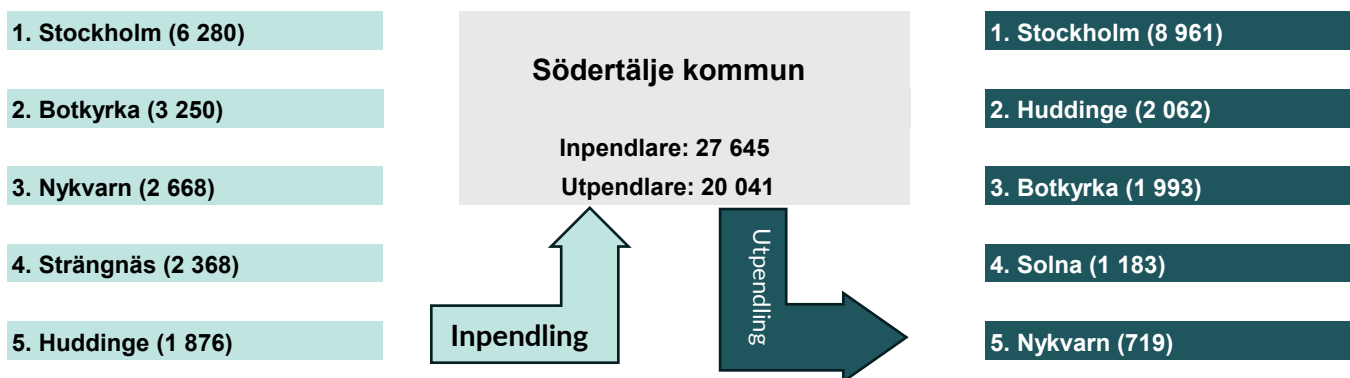 1. Stockholm (6 280)
2. Botkyrka (3 250)
3. Nykvarn (2 668)
4. Strängnäs (2 368)
5. Huddinge (1 876)
Södertälje kommun
Inpendlare: 27 645
Utpendlare: 20 041
Inpendling
Utpendling
1. Stockholm (8 961)
2. Huddinge (2 062)
3. Botkyrka (1 993)
4. Solna (1 183)
5. Nykvarn (719)